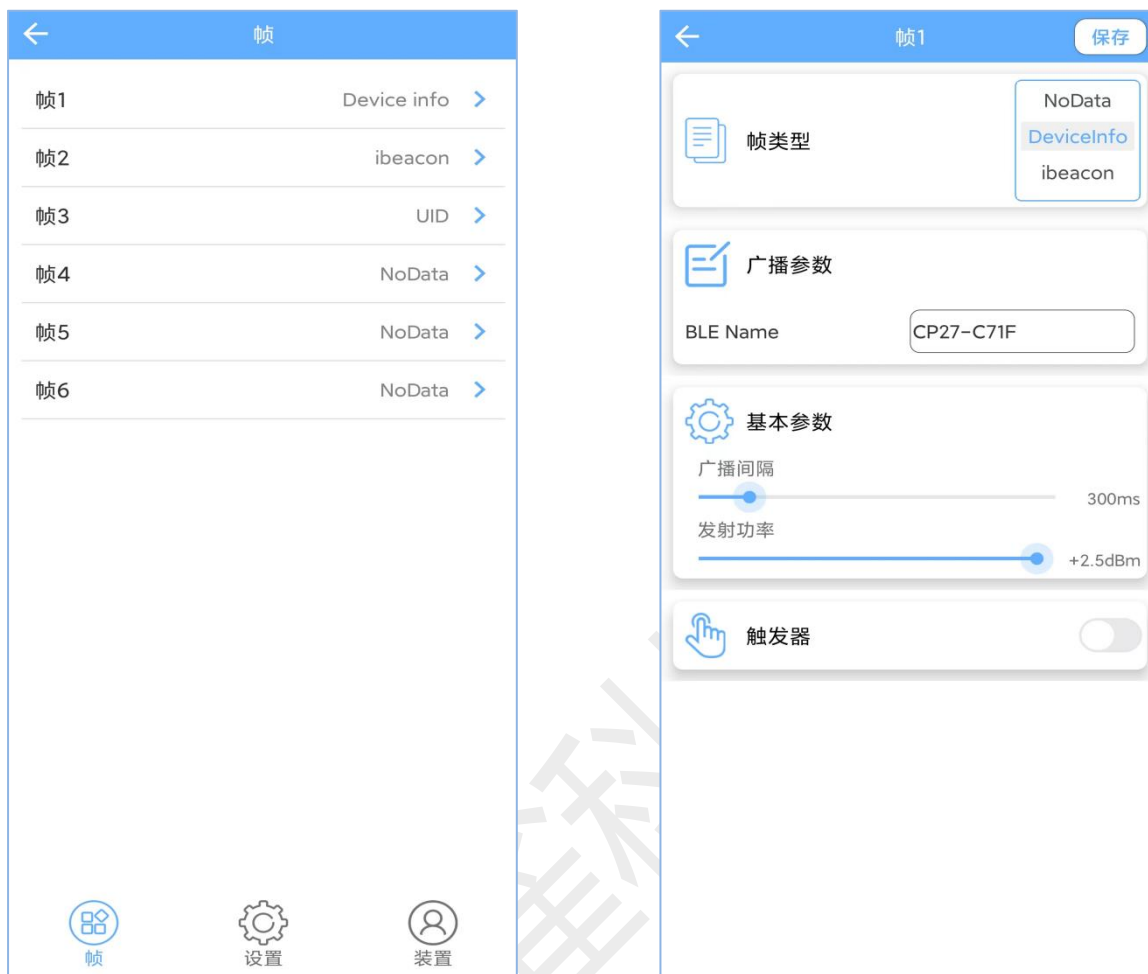 帧
帧1 Device info
帧2 ibeacon
帧3 UID
帧4 NoData
帧5 NoData
帧6 NoData
帧 设置 装置
帧1 保存
帧类型
NoData
DeviceInfo
ibeacon
广播参数
BLE Name CP27-C71F
基本参数
广播间隔
300ms
发射功率
+2.5dBm
触发器